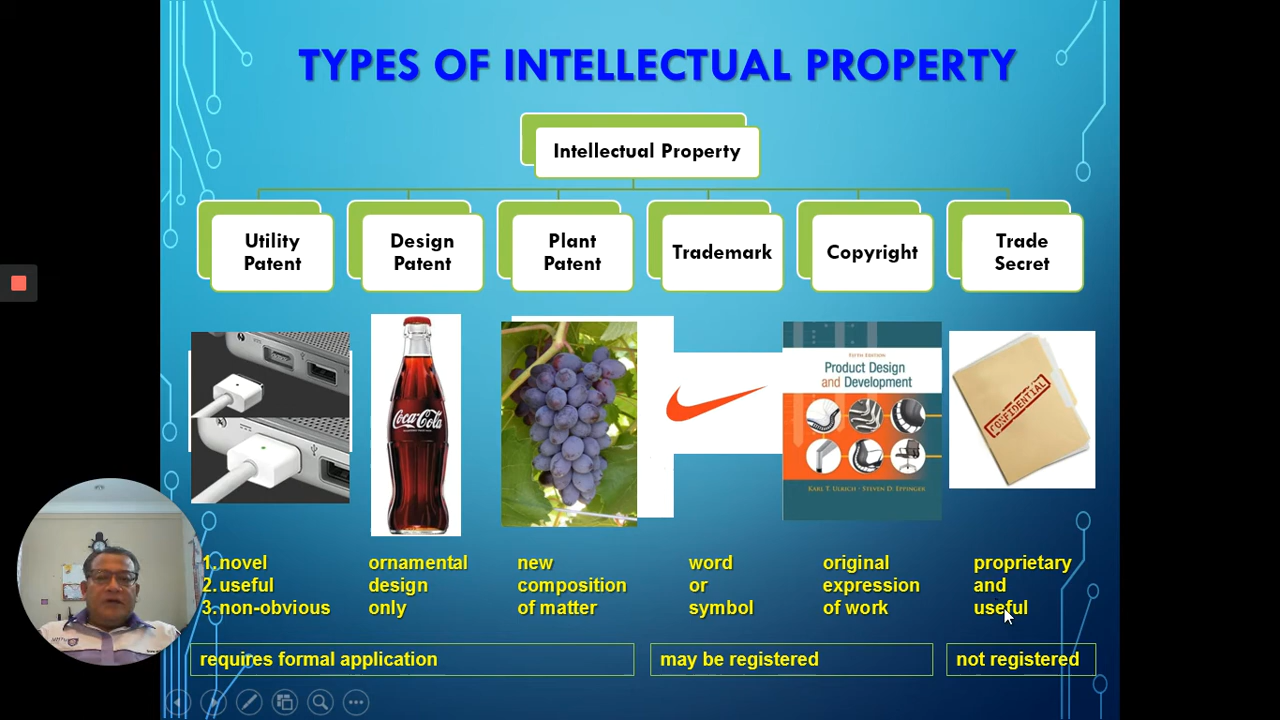 TYPES OF INTELLECTUAL PROPERTY
Intellectual Property
Utility
Patent
Design
Patent
Plant
Patent
Trademark
Copyright
Trade
Secret
Coca-Cola
FIFTH EDITION
Product Design
and Development
KARL T. ULRICH • STEVEN D. EPPINGER
CONFIDENTIAL
1. novel
2. useful
3. non-obvious
ornamental
design
only
new
composition
of matter
word
or
symbol
original
expression
of work
proprietary
and
useful
requires formal application
may be registered
not registered